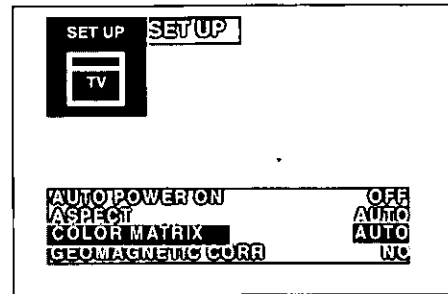 SET UP SET UP
TV
AUTO POWER ON OFF
ASPECT AUTO
COLOR MATRIX AUTO
GEOMAGNETIC CORR NO